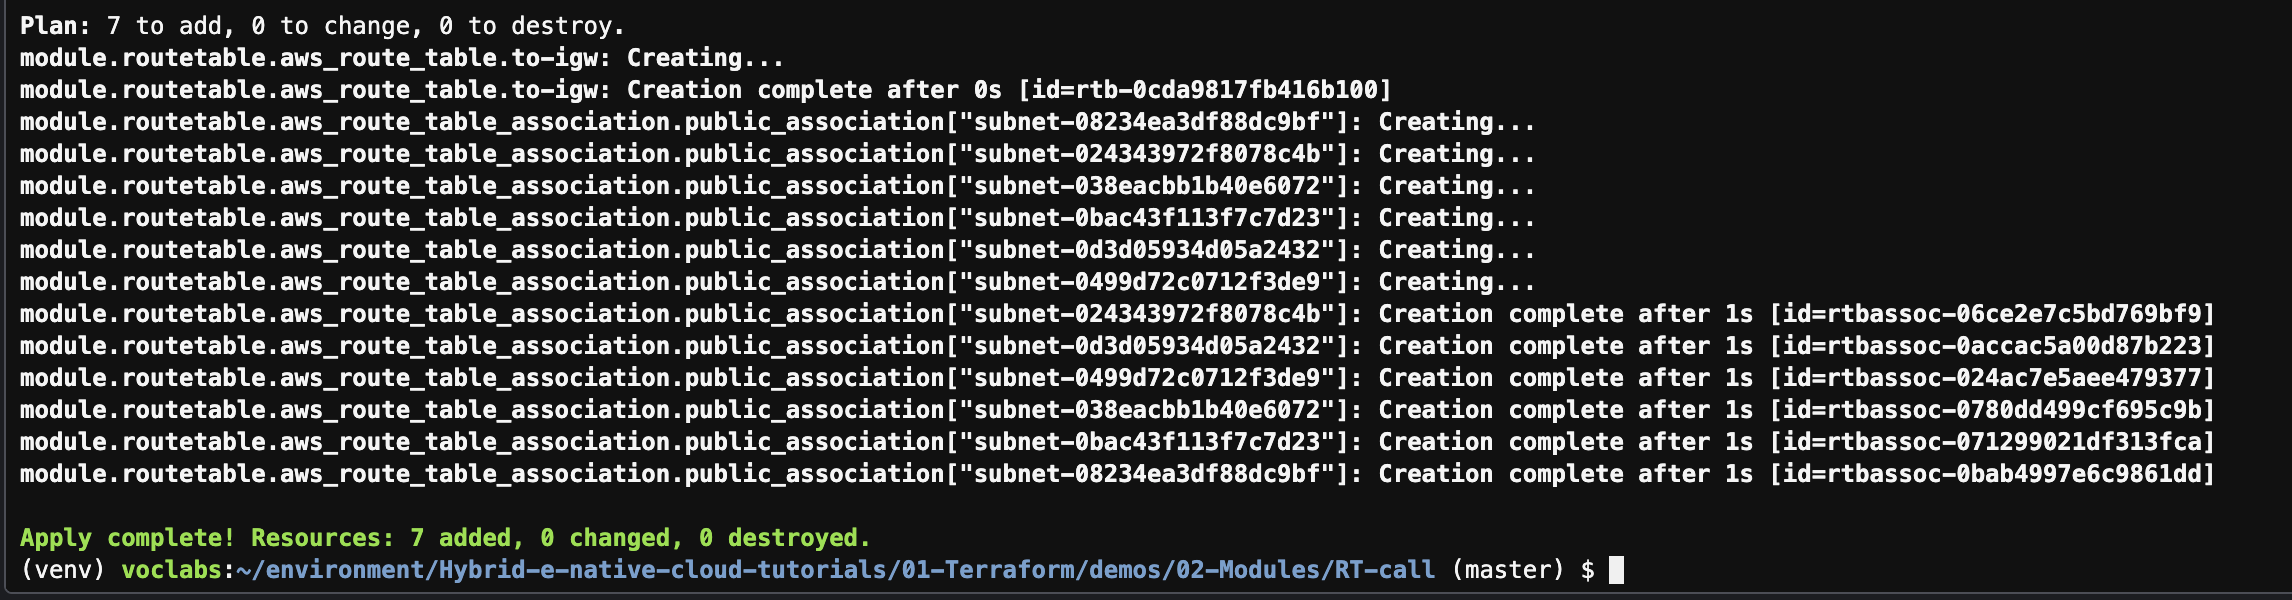 Plan: 7 to add, 0 to change, 0 to destroy.
module.routetable.aws_route_table.to-igw: Creating...
module.routetable.aws_route_table.to-igw: Creation complete after 0s [id=rtb-0cda9817fb416b100]
module.routetable.aws_route_table_association.public_association["subnet-08234ea3df88dc9bf"]: Creating...
module.routetable.aws_route_table_association.public_association["subnet-024343972f8078c4b"]: Creating...
module.routetable.aws_route_table_association.public_association["subnet-038eacbb1b40e6072"]: Creating...
module.routetable.aws_route_table_association.public_association["subnet-0bac43f113f7c7d23"]: Creating...
module.routetable.aws_route_table_association.public_association["subnet-0d3d05934d05a2432"]: Creating...
module.routetable.aws_route_table_association.public_association["subnet-0499d72c0712f3de9"]: Creating...
module.routetable.aws_route_table_association.public_association["subnet-024343972f8078c4b"]: Creation complete after 1s [id=rtbassoc-06ce2e7c5bd769bf9]
module.routetable.aws_route_table_association.public_association["subnet-0d3d05934d05a2432"]: Creation complete after 1s [id=rtbassoc-0accac5a00d87b223]
module.routetable.aws_route_table_association.public_association["subnet-0499d72c0712f3de9"]: Creation complete after 1s [id=rtbassoc-024ac7e5aee479377]
module.routetable.aws_route_table_association.public_association["subnet-038eacbb1b40e6072"]: Creation complete after 1s [id=rtbassoc-0780dd499cf695c9b]
module.routetable.aws_route_table_association.public_association["subnet-0bac43f113f7c7d23"]: Creation complete after 1s [id=rtbassoc-071299021df313fca]
module.routetable.aws_route_table_association.public_association["subnet-08234ea3df88dc9bf"]: Creation complete after 1s [id=rtbassoc-0bab4997e6c9861dd]
Apply complete! Resources: 7 added, 0 changed, 0 destroyed.
(venv) voclabs:~/environment/Hybrid-e-native-cloud-tutorials/01-Terraform/demos/02-Modules/RT-call (master) $